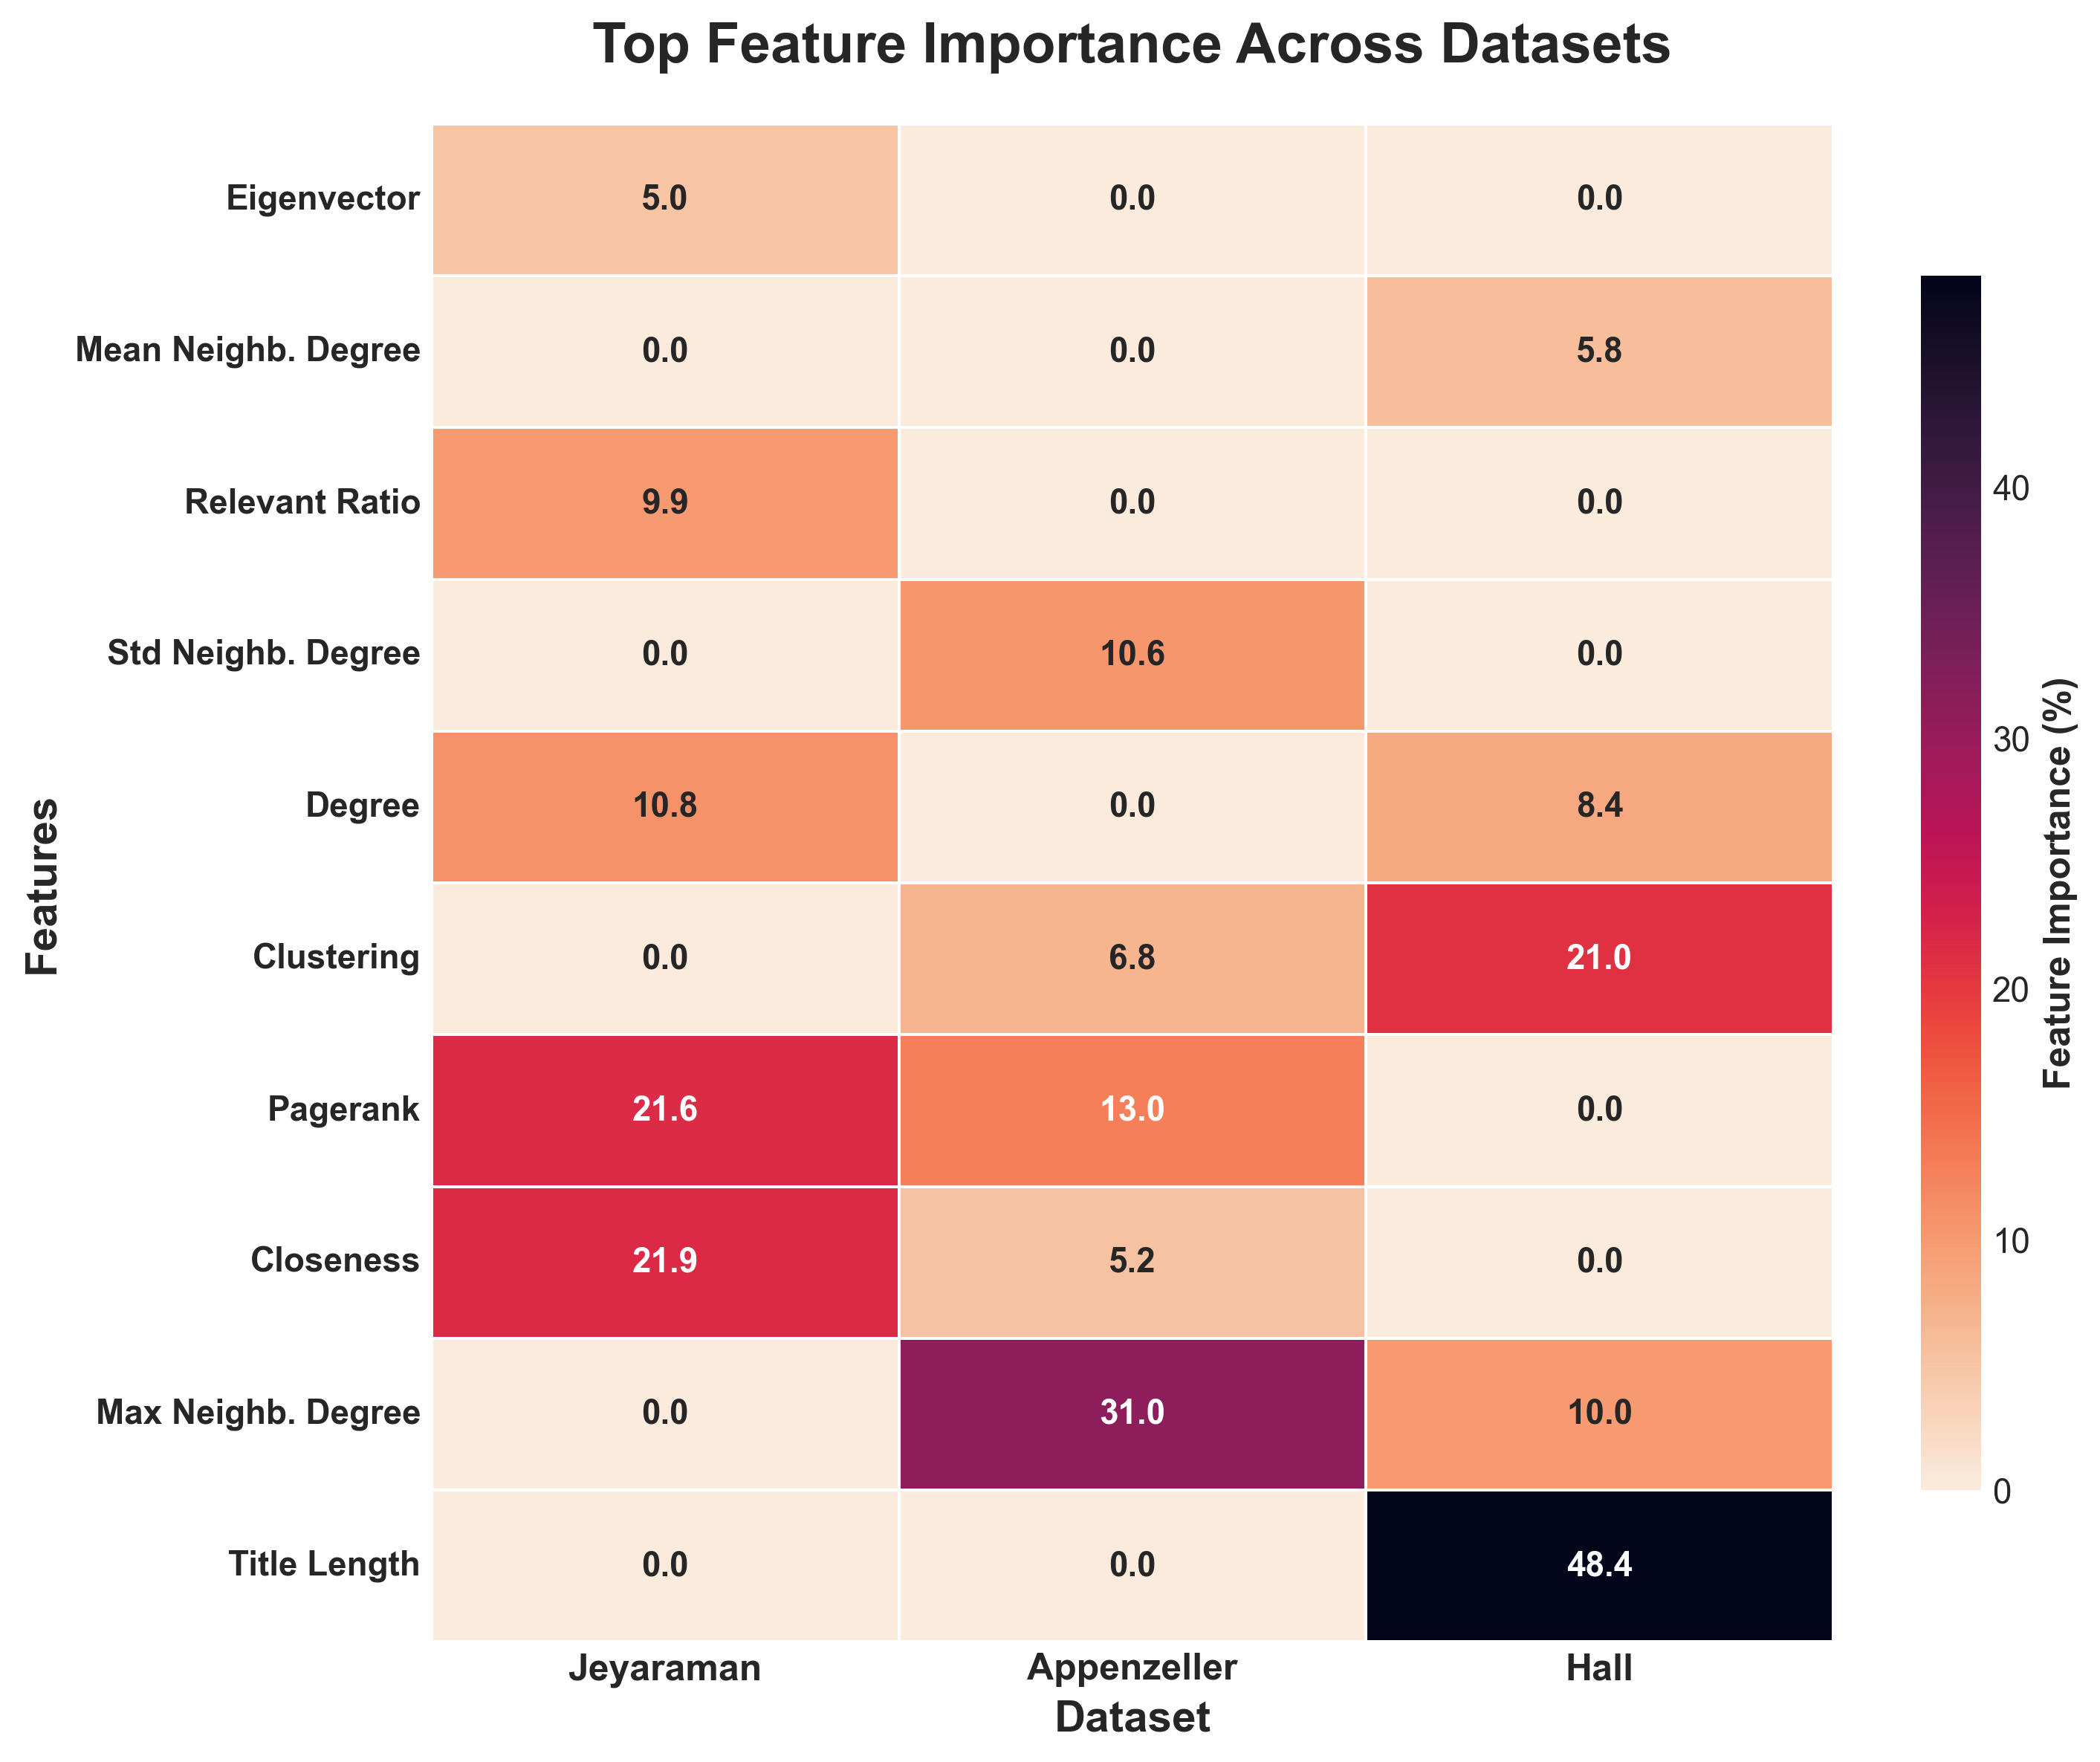 Top Feature Importance Across Datasets
Features
Eigenvector 5.0 0.0 0.0
Mean Neighb. Degree 0.0 0.0 5.8
Relevant Ratio 9.9 0.0 0.0
Std Neighb. Degree 0.0 10.6 0.0
Degree 10.8 0.0 8.4
Clustering 0.0 6.8 21.0
Pagerank 21.6 13.0 0.0
Closeness 21.9 5.2 0.0
Max Neighb. Degree 0.0 31.0 10.0
Title Length 0.0 0.0 48.4
Jeyaraman Appenzeller Hall
Dataset
40
30
20
10
0
Feature Importance (%)